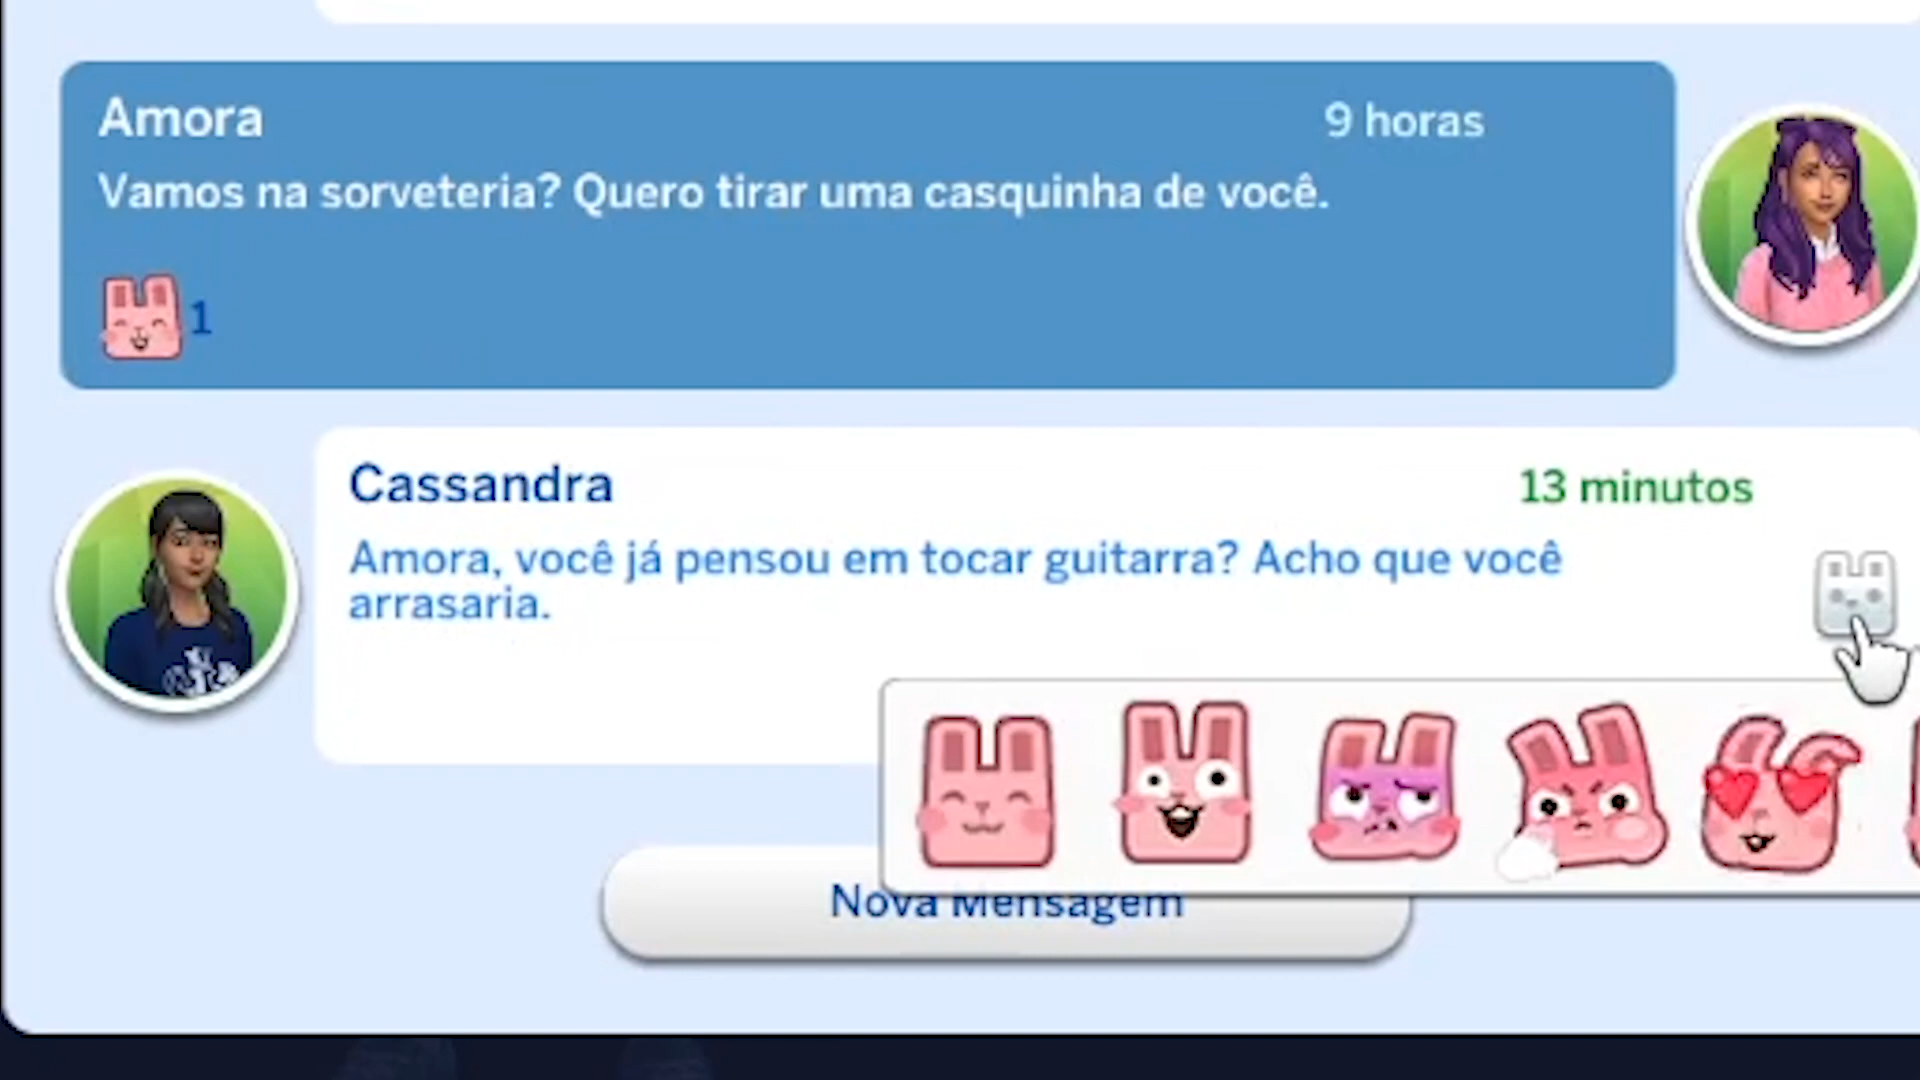 Amora
9 horas
Vamos na sorveteria? Quero tirar uma casquinha de você.
1
Cassandra
13 minutos
Amora, você já pensou em tocar guitarra? Acho que você
arrasaria.
Nova Mensagem